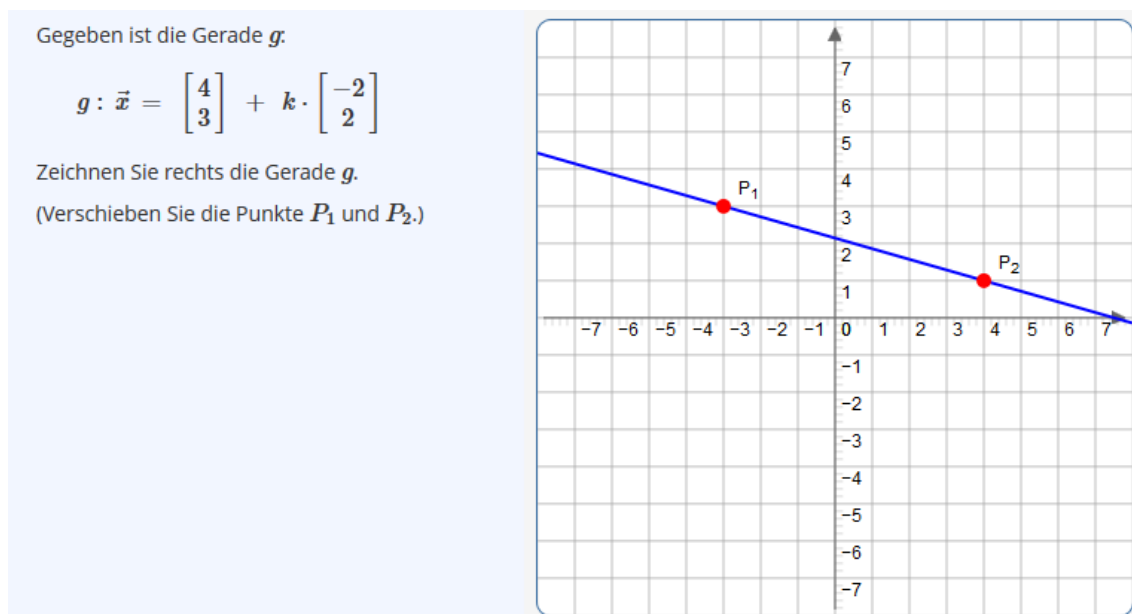 Gegeben ist die Gerade g:
g : x⃗ = [4 3] + k · [−2 2]
Zeichnen Sie rechts die Gerade g.
(Verschieben Sie die Punkte P₁ und P₂.)
7
6
5
4
P₁
3
2
P₂
1
−7 −6 −5 −4 −3 −2 −1 0 1 2 3 4 5 6 7
−1
−2
−3
−4
−5
−6
−7